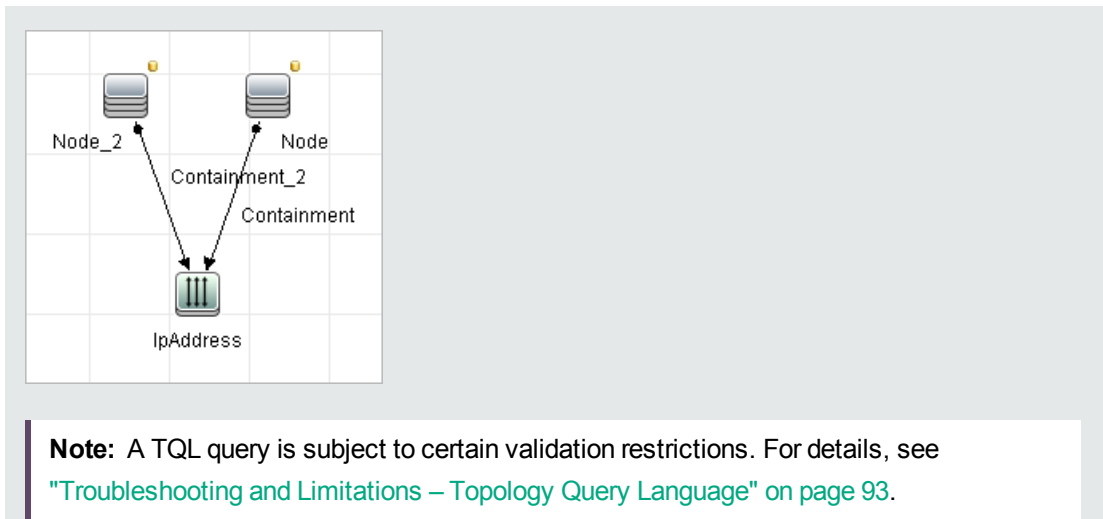 Node_2
Node
Containment_2
Containment
IpAddress
Note: A TQL query is subject to certain validation restrictions. For details, see
"Troubleshooting and Limitations – Topology Query Language" on page 93.